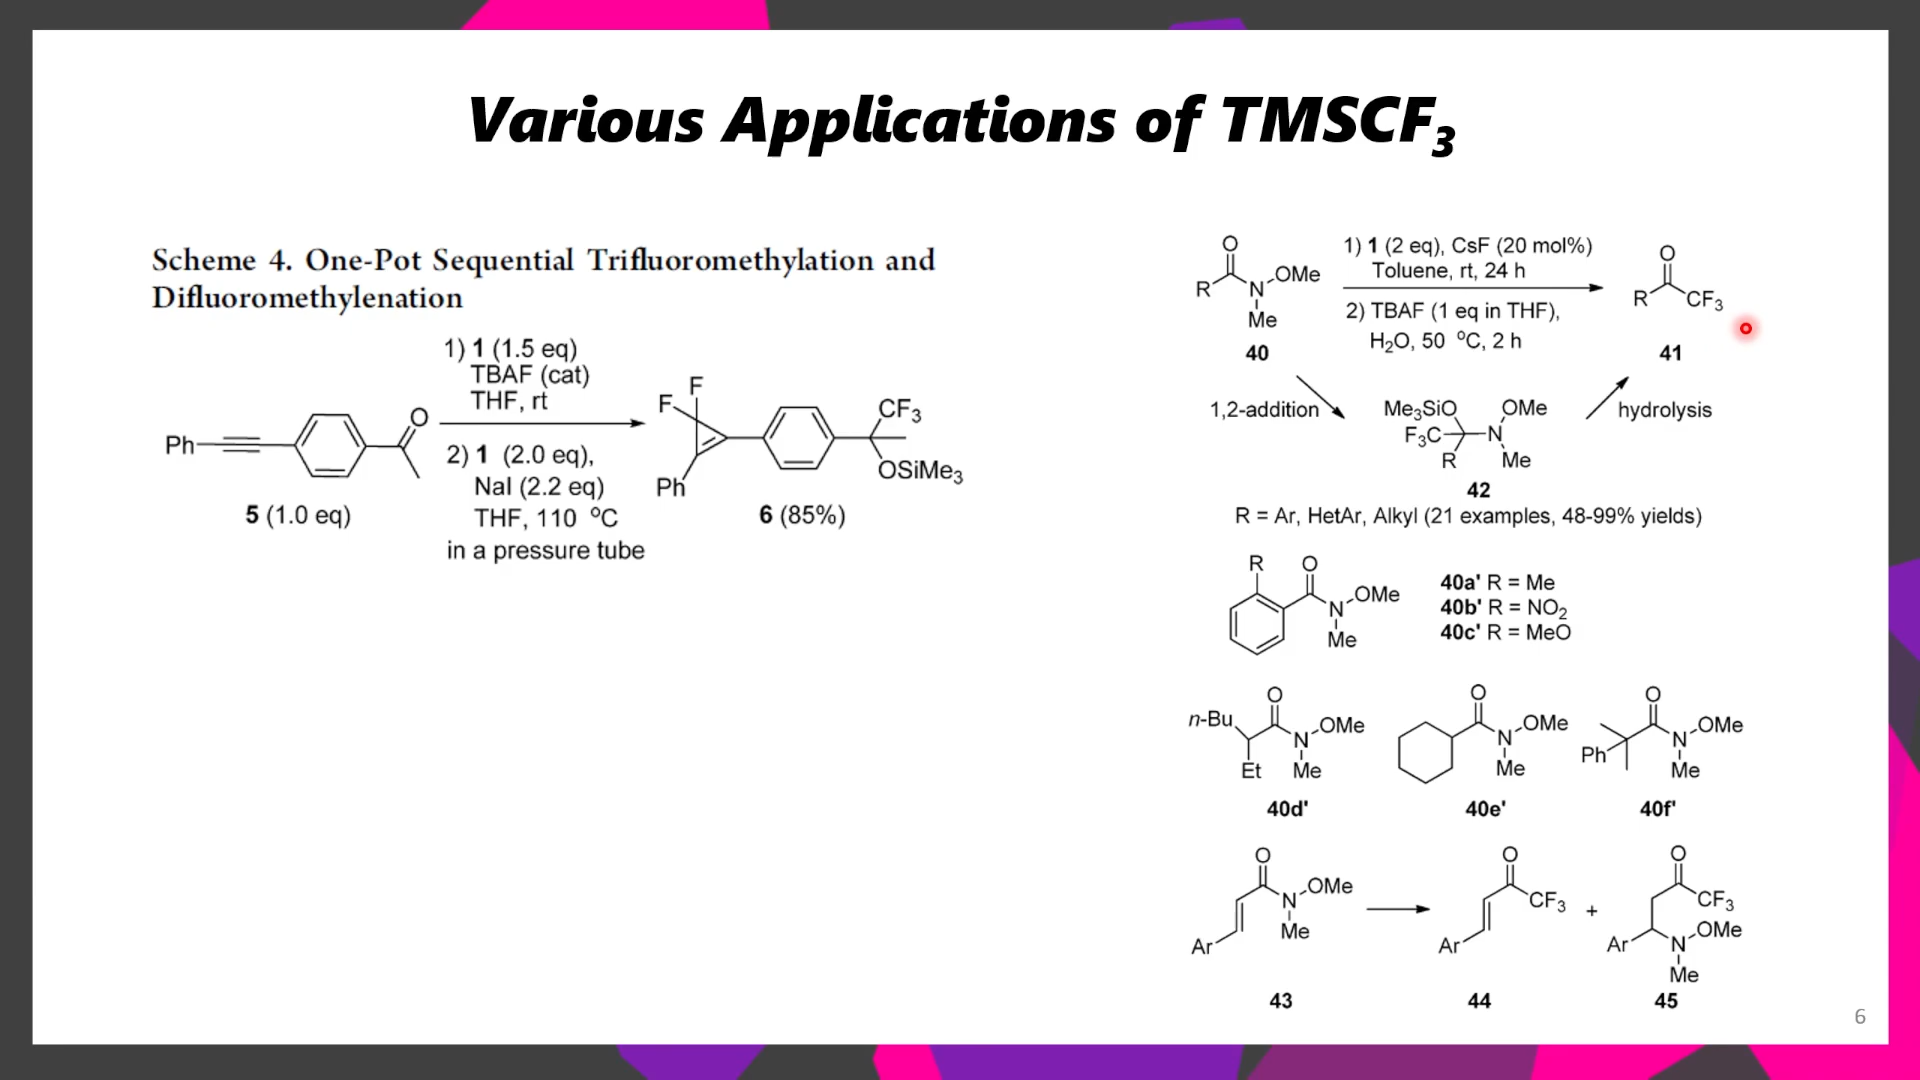 Various Applications of TMSCF3
Scheme 4. One-Pot Sequential Trifluoromethylation and
Difluoromethylenation
1) 1 (1.5 eq)
TBAF (cat)
THF, rt
2) 1 (2.0 eq),
NaI (2.2 eq)
THF, 110 °C
in a pressure tube
Ph
O
5 (1.0 eq)
F
F
Ph
CF3
OSiMe3
6 (85%)
O
R
N
OMe
Me
40
1) 1 (2 eq), CsF (20 mol%)
Toluene, rt, 24 h
2) TBAF (1 eq in THF),
H2O, 50 °C, 2 h
O
R
CF3
41
1,2-addition
Me3SiO
OMe
F3C
N
R
Me
42
hydrolysis
R = Ar, HetAr, Alkyl (21 examples, 48-99% yields)
R
O
OMe
N
Me
40a' R = Me
40b' R = NO2
40c' R = MeO
O
n-Bu
OMe
N
Et
Me
40d'
O
OMe
N
Me
40e'
O
OMe
Ph
N
Me
40f'
O
OMe
N
Me
Ar
43
O
CF3
Ar
44
+
O
CF3
OMe
Ar
N
Me
45
6